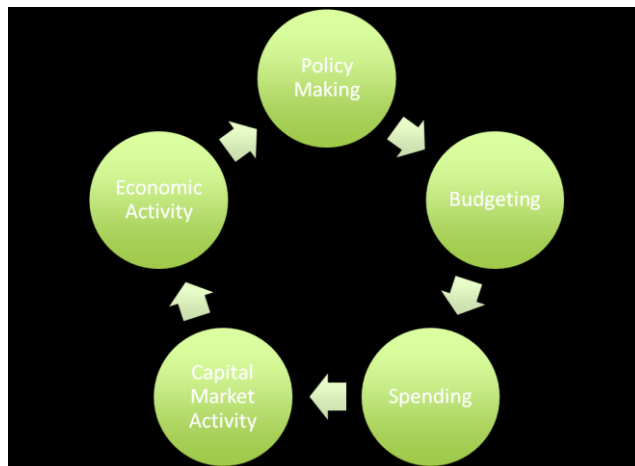 Policy
Making
Budgeting
Spending
Capital
Market
Activity
Economic
Activity